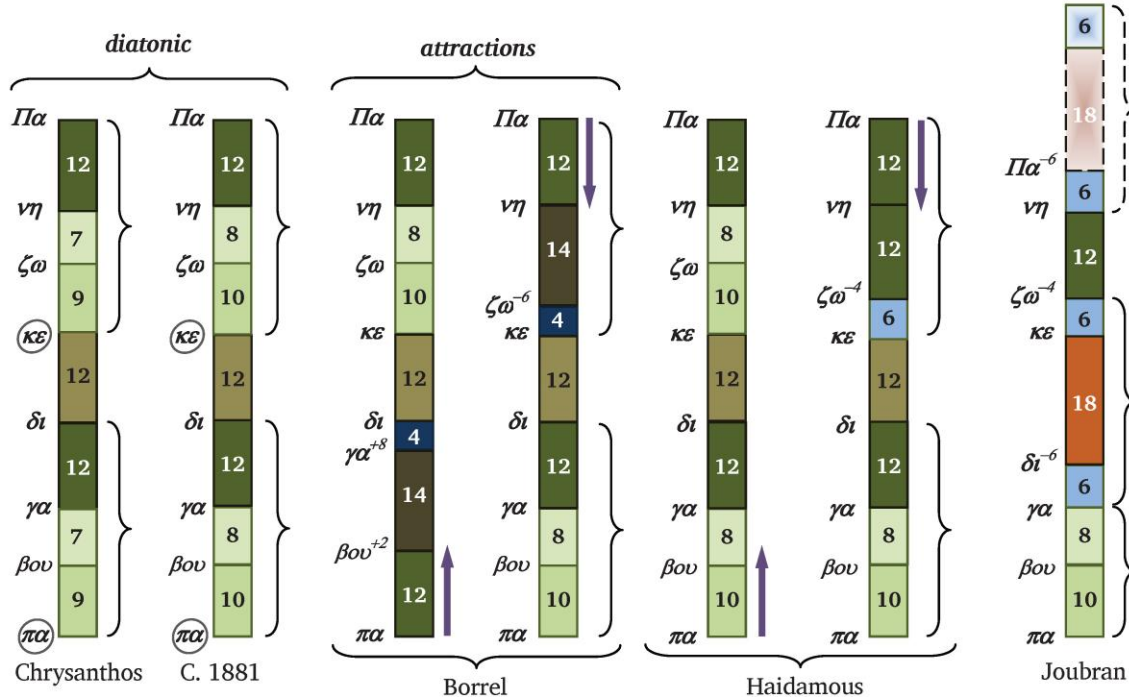 diatonic
attractions
Πα
12
νη
7
ζω
9
κε
12
δι
12
γα
7
βου
9
πα
Chrysanthos
Πα
12
νη
8
ζω
10
κε
12
δι
12
γα
8
βου
10
πα
C. 1881
Πα
12
νη
8
ζω
10
κε
12
δι
4
γα⁺⁸
14
βου⁺²
12
πα
Πα
12
νη
14
ζω⁻⁶
4
κε
12
δι
12
γα
8
βου
10
πα
Borrel
Πα
12
νη
8
ζω
10
κε
12
δι
12
γα
8
βου
10
πα
Πα
12
νη
12
ζω⁻⁴
6
κε
12
δι
12
γα
8
βου
10
πα
Haidamous
6
18
Πα⁻⁶
6
νη
12
ζω⁻⁴
6
κε
18
δι⁻⁶
6
γα
8
βου
10
πα
Joubran